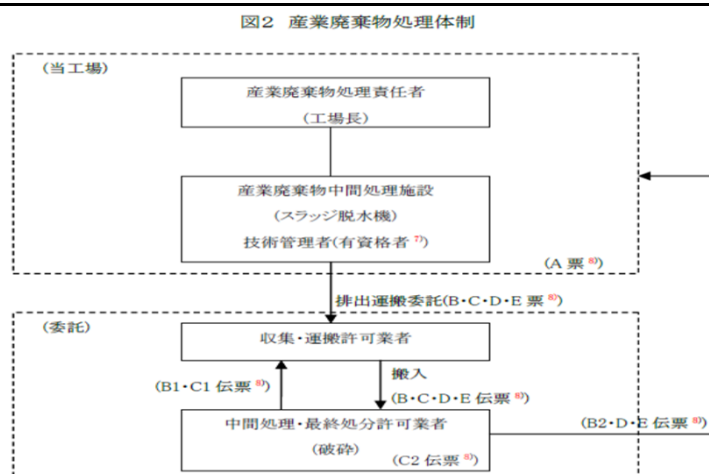 図2 産業廃棄物処理体制
(当工場)
産業廃棄物処理責任者
(工場長)
産業廃棄物中間処理施設
(スラッジ脱水機)
技術管理者(有資格者 7))
(A 票 8))
排出運搬委託(B・C・D・E 票 8))
(委託)
収集・運搬許可業者
(B1・C1 伝票 8))
搬入
(B・C・D・E 伝票 8))
中間処理・最終処分許可業者
(破砕)
(C2 伝票 8))
(B2・D・E 伝票 8))